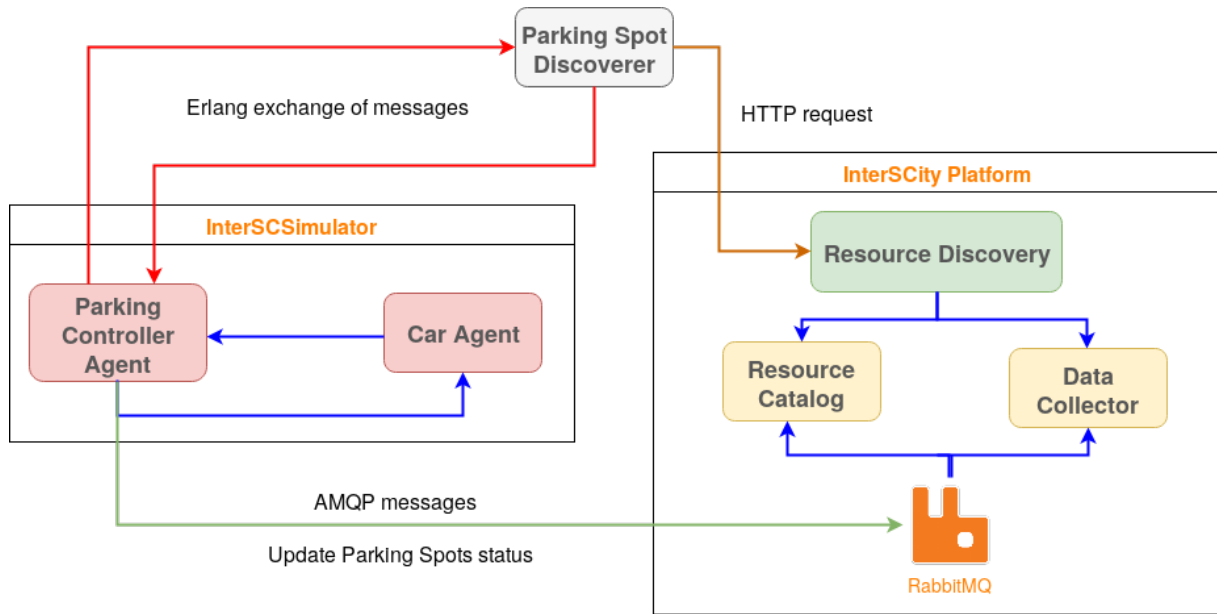 Parking Spot
Discoverer
Erlang exchange of messages
HTTP request
InterSCity Platform
InterSCSimulator
Resource Discovery
Parking
Controller
Agent
Car Agent
Resource
Catalog
Data
Collector
AMQP messages
Update Parking Spots status
RabbitMQ